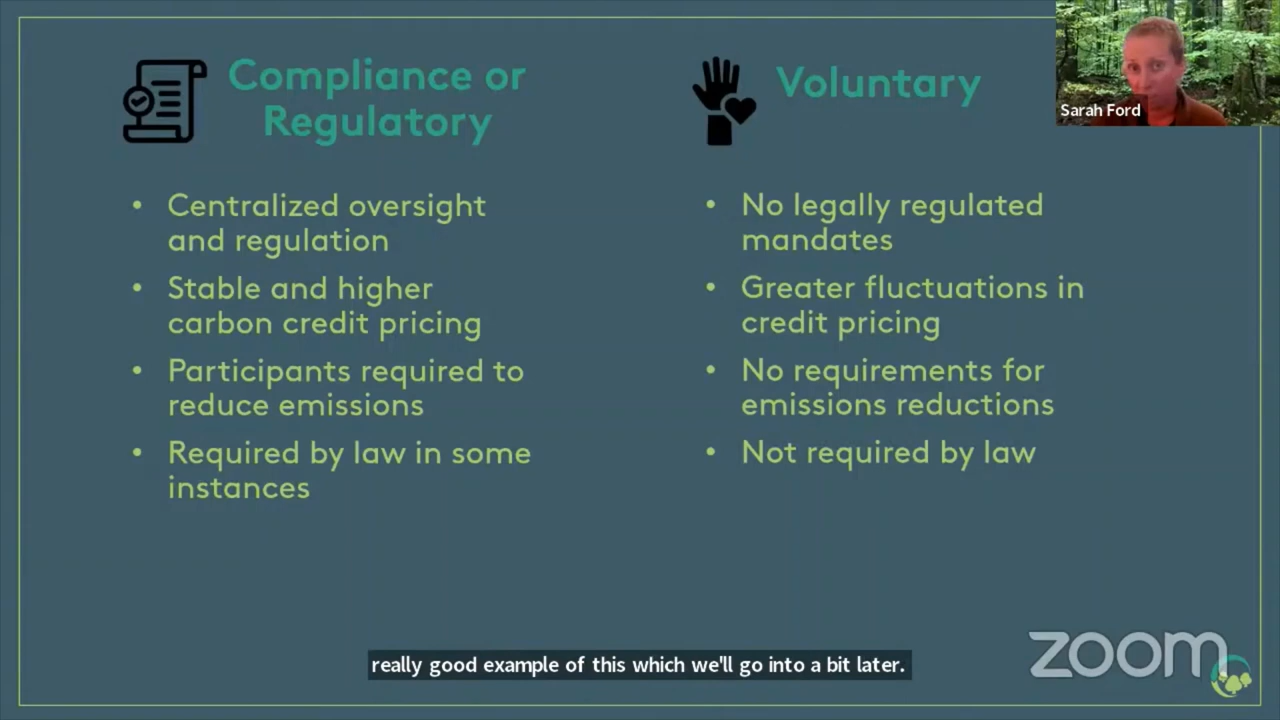 Compliance or
Regulatory
• Centralized oversight
and regulation
• Stable and higher
carbon credit pricing
• Participants required to
reduce emissions
• Required by law in some
instances
Voluntary
• No legally regulated
mandates
• Greater fluctuations in
credit pricing
• No requirements for
emissions reductions
• Not required by law
Sarah Ford
really good example of this which we'll go into a bit later.
zoom